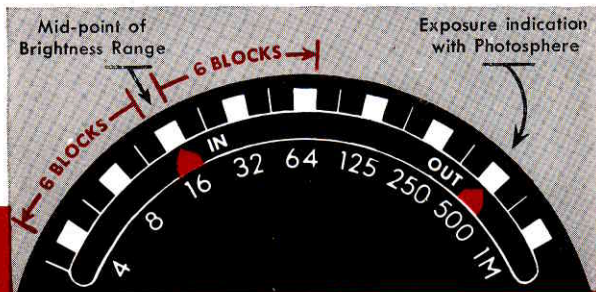 Mid-point of
Brightness Range
Exposure indication
with Photosphere
6 BLOCKS
6 BLOCKS
IN
OUT
4 8 16 32 64 125 250 500 1M